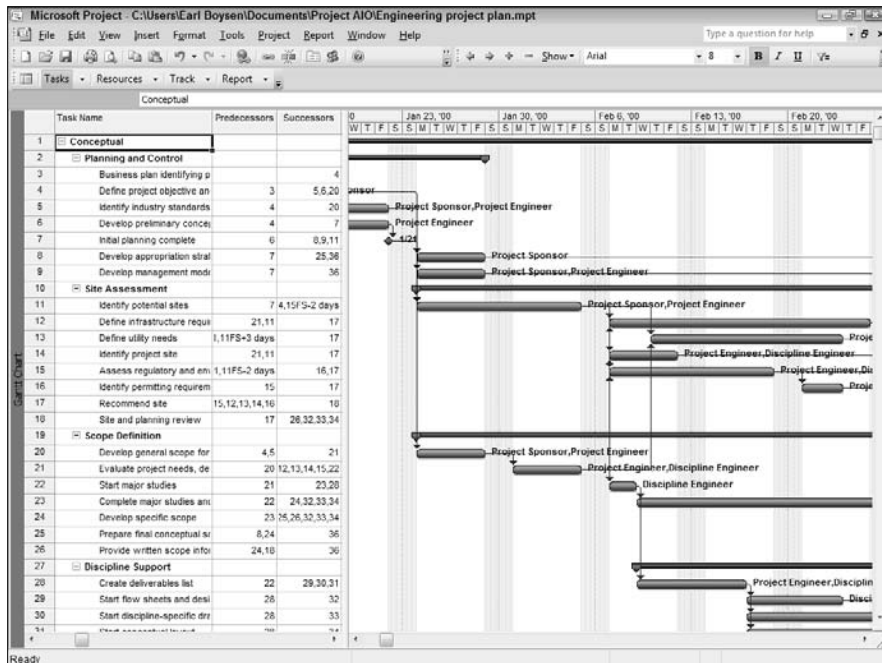 Microsoft Project - C:\Users\Earl Boysen\Documents\Project AIO\Engineering project plan.mpt
File Edit View Insert Format Tools Project Report Window Help Type a question for help
Show Arial 8 B I U
Tasks Resources Track Report
Conceptual
Task Name Predecessors Successors 0 Jan 23, '00 Jan 30, '00 Feb 6, '00 Feb 13, '00 Feb 20, '00
W T F S S M T W T F S S M T W T F S S M T W T F S S M T W T F S S M T W T F
1 Conceptual
2 Planning and Control
3 Business plan identifying p 4
4 Define project objective an 3 5,6,20 onsor
5 Identify industry standards 4 20 Project Sponsor,Project Engineer
6 Develop preliminary concep 4 7 Project Engineer
7 Initial planning complete 6 8,9,11 1/21
8 Develop appropriation strat 7 25,36 Project Sponsor
9 Develop management mode 7 36 Project Sponsor,Project Engineer
10 Site Assessment
11 Identify potential sites 7 4,15FS-2 days Project Sponsor,Project Engineer
12 Define infrastructure requir 21,11 17
13 Define utility needs 1,11FS+3 days 17 Proje
14 Identify project site 21,11 17 Project Engineer,Discipline Engineer
15 Assess regulatory and env 1,11FS-2 days 16,17 Project Engineer,Dis
16 Identify permitting requirem 15 17 Proje
17 Recommend site 15,12,13,14,16 18
18 Site and planning review 17 26,32,33,34
19 Scope Definition
20 Develop general scope for 4,5 21 Project Sponsor,Project Engineer
21 Evaluate project needs, de 20 12,13,14,15,22 Project Engineer,Discipline Engineer
22 Start major studies 21 23,28 Discipline Engineer
23 Complete major studies and 22 24,32,33,34
24 Develop specific scope 23 25,26,32,33,34
25 Prepare final conceptual sc 8,24 36
26 Provide written scope infor 24,18 36
27 Discipline Support
28 Create deliverables list 22 29,30,31 Project Engineer,Disciplin
29 Start flow sheets and desi 28 32 Disci
30 Start discipline-specific dra 28 33
Gantt Chart
Ready